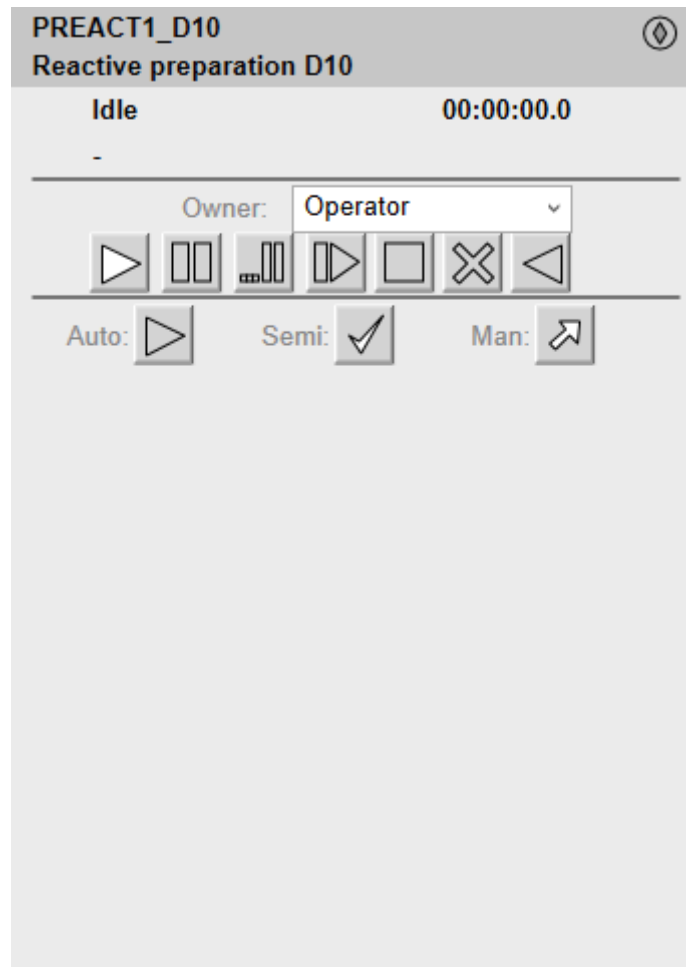 PREACT1_D10
Reactive preparation D10
Idle 00:00:00.0
-
Owner: Operator
Auto: Semi: Man: